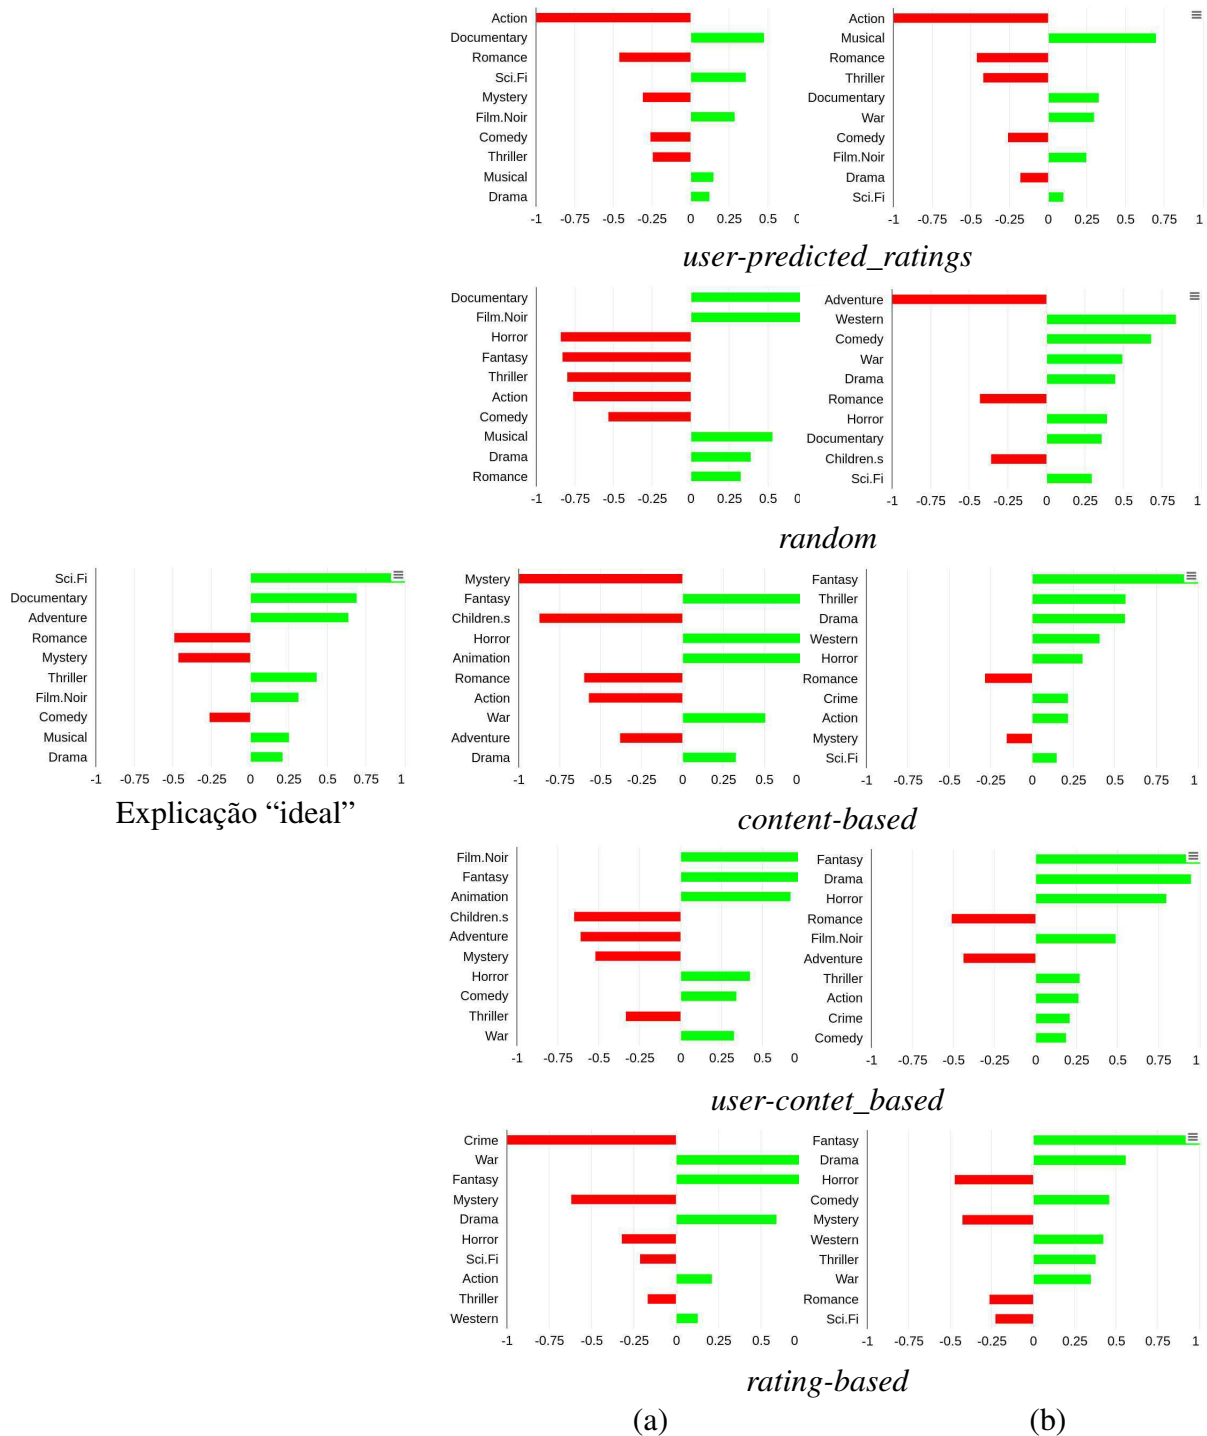 Action
Documentary
Romance
Sci.Fi
Mystery
Film.Noir
Comedy
Thriller
Musical
Drama
-1 -0.75 -0.5 -0.25 0 0.25 0.5
Action
Musical
Romance
Thriller
Documentary
War
Comedy
Film.Noir
Drama
Sci.Fi
-1 -0.75 -0.5 -0.25 0 0.25 0.5 0.75 1
user-predicted_ratings
Documentary
Film.Noir
Horror
Fantasy
Thriller
Action
Comedy
Musical
Drama
Romance
-1 -0.75 -0.5 -0.25 0 0.25 0.5
Adventure
Western
Comedy
War
Drama
Romance
Horror
Documentary
Children.s
Sci.Fi
-1 -0.75 -0.5 -0.25 0 0.25 0.5 0.75 1
random
Sci.Fi
Documentary
Adventure
Romance
Mystery
Thriller
Film.Noir
Comedy
Musical
Drama
-1 -0.75 -0.5 -0.25 0 0.25 0.5 0.75 1
Explicação “ideal”
Mystery
Fantasy
Children.s
Horror
Animation
Romance
Action
War
Adventure
Drama
-1 -0.75 -0.5 -0.25 0 0.25 0.5 0
Fantasy
Thriller
Drama
Western
Horror
Romance
Crime
Action
Mystery
Sci.Fi
-1 -0.75 -0.5 -0.25 0 0.25 0.5 0.75 1
content-based
Film.Noir
Fantasy
Animation
Children.s
Adventure
Mystery
Horror
Comedy
Thriller
War
-1 -0.75 -0.5 -0.25 0 0.25 0.5 0
Fantasy
Drama
Horror
Romance
Film.Noir
Adventure
Thriller
Action
Crime
Comedy
-1 -0.75 -0.5 -0.25 0 0.25 0.5 0.75 1
user-contet_based
Crime
War
Fantasy
Mystery
Drama
Horror
Sci.Fi
Action
Thriller
Western
-1 -0.75 -0.5 -0.25 0 0.25 0.5 0
Fantasy
Drama
Horror
Comedy
Mystery
Western
Thriller
War
Romance
Sci.Fi
-1 -0.75 -0.5 -0.25 0 0.25 0.5 0.75 1
rating-based
(a) (b)